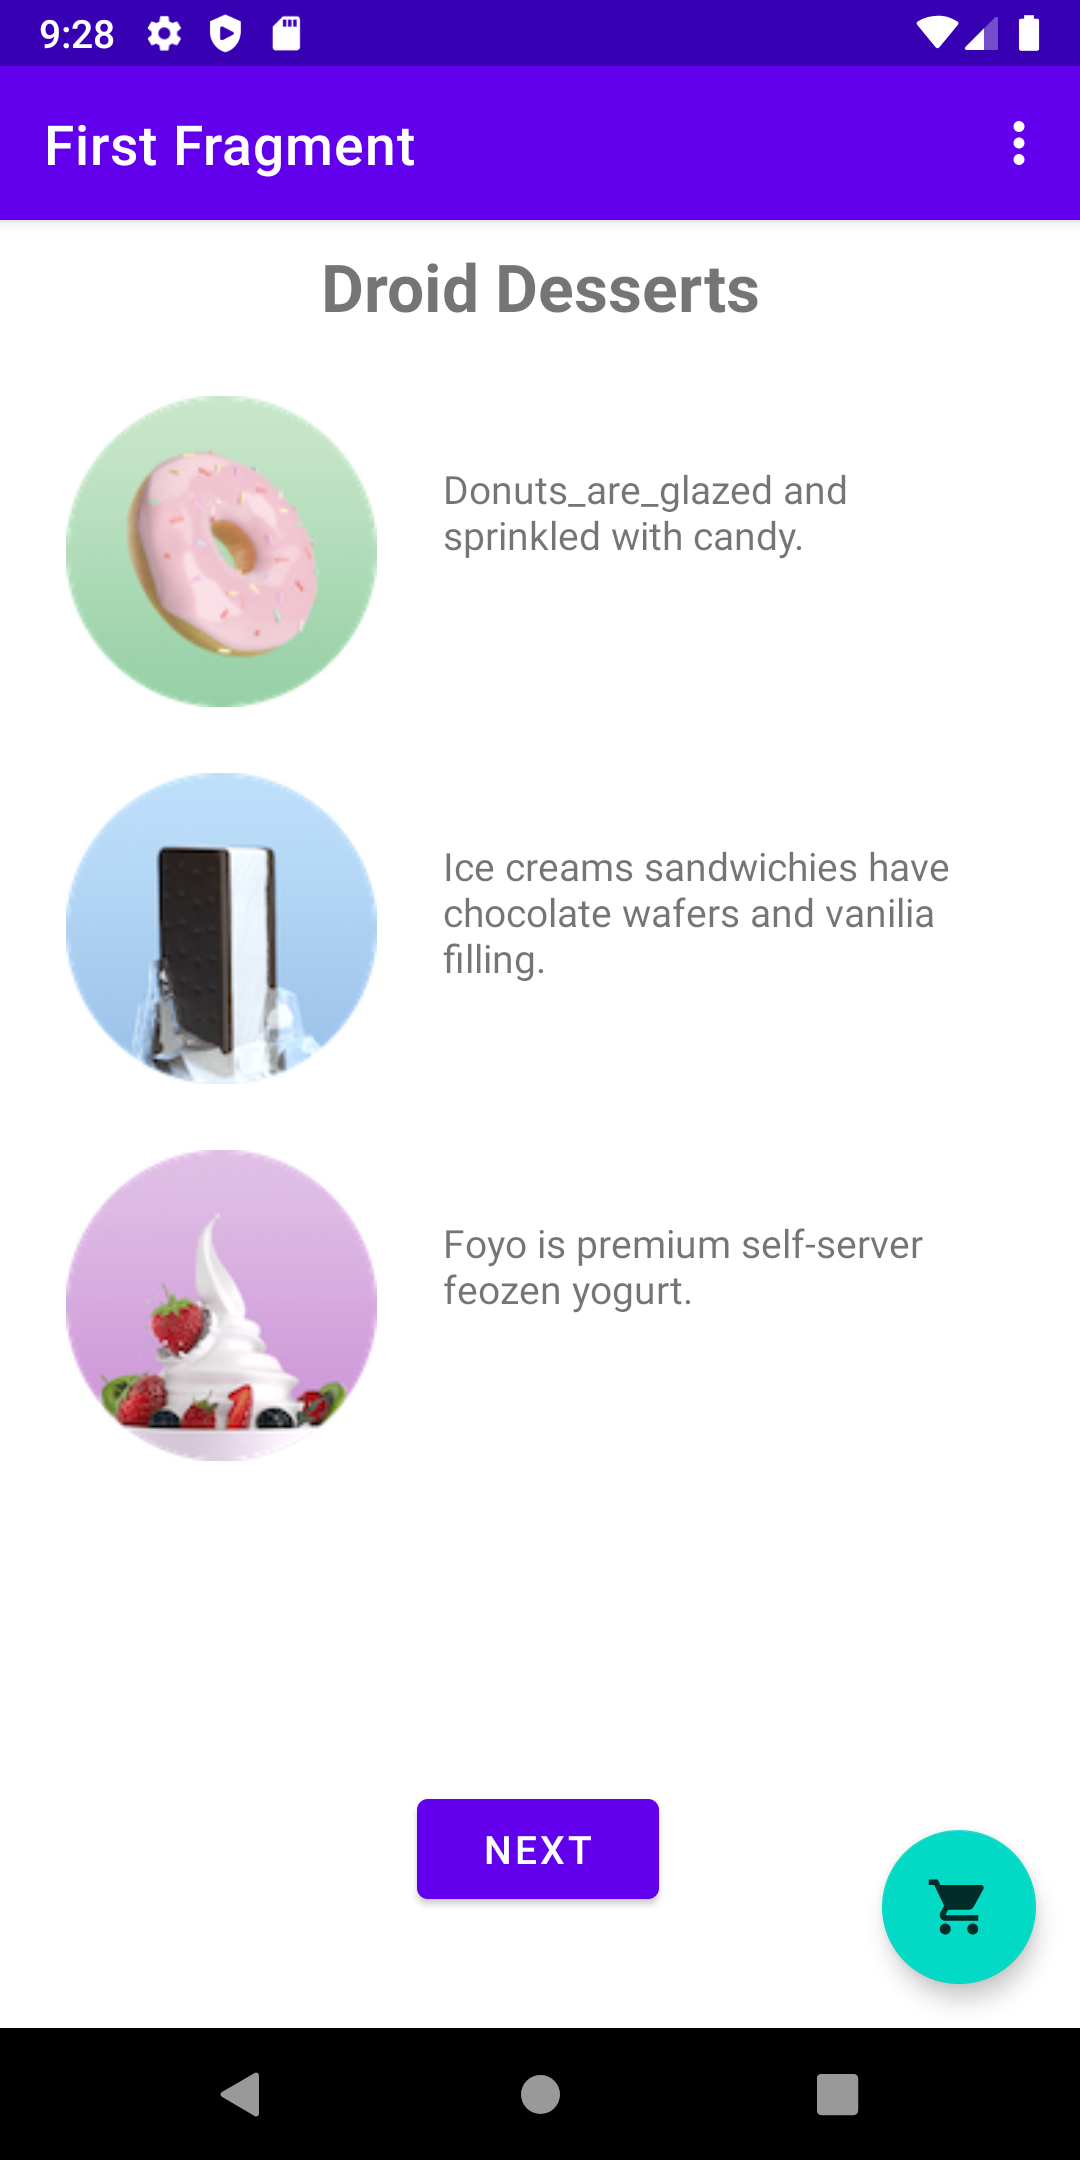 9:28
First Fragment
Droid Desserts
Donuts_are_glazed and
sprinkled with candy.
Ice creams sandwichies have
chocolate wafers and vanilia
filling.
Foyo is premium self-server
feozen yogurt.
NEXT